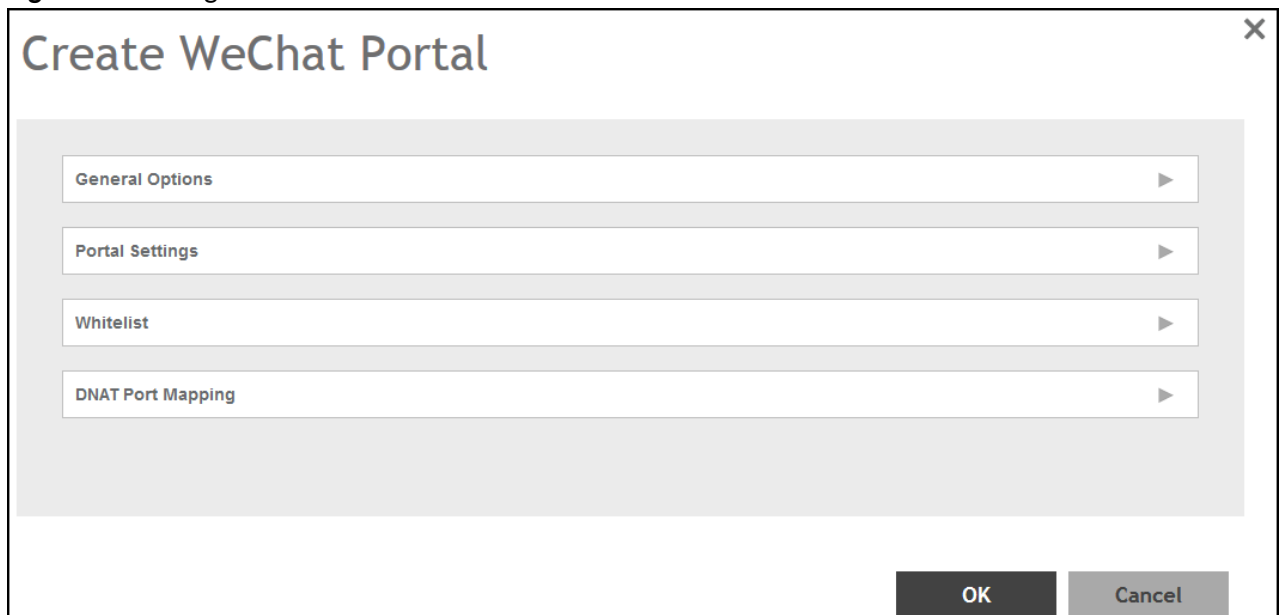 Create WeChat Portal
General Options
Portal Settings
Whitelist
DNAT Port Mapping
OK
Cancel